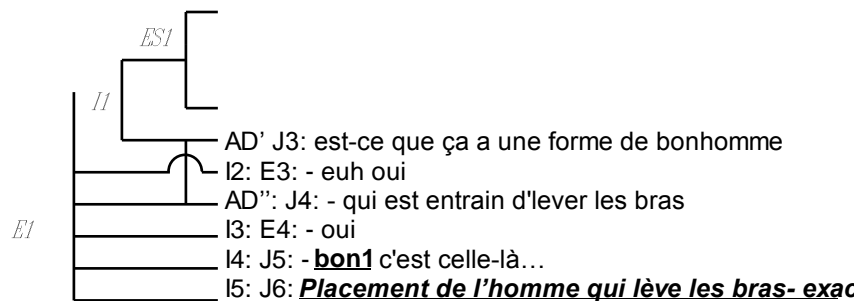 ES1
I1
AD’ J3: est-ce que ça a une forme de bonhomme
I2: E3: - euh oui
AD’’: J4: - qui est entrain d'lever les bras
E1
I3: E4: - oui
I4: J5: - bon1 c'est celle-là…
I5: J6: Placement de l’homme qui lève les bras-